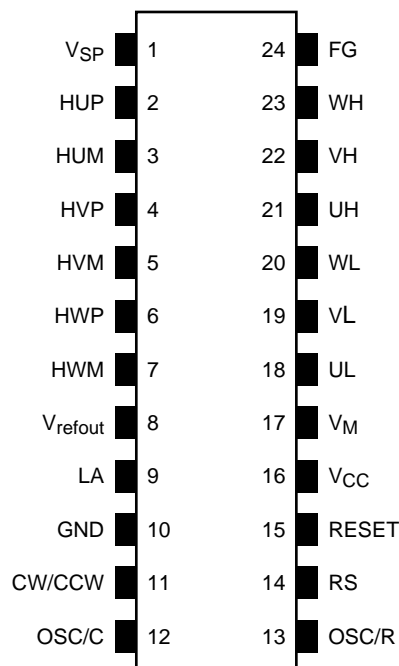 VSP 1 24 FG
HUP 2 23 WH
HUM 3 22 VH
HVP 4 21 UH
HVM 5 20 WL
HWP 6 19 VL
HWM 7 18 UL
Vrefout 8 17 VM
LA 9 16 VCC
GND 10 15 RESET
CW/CCW 11 14 RS
OSC/C 12 13 OSC/R